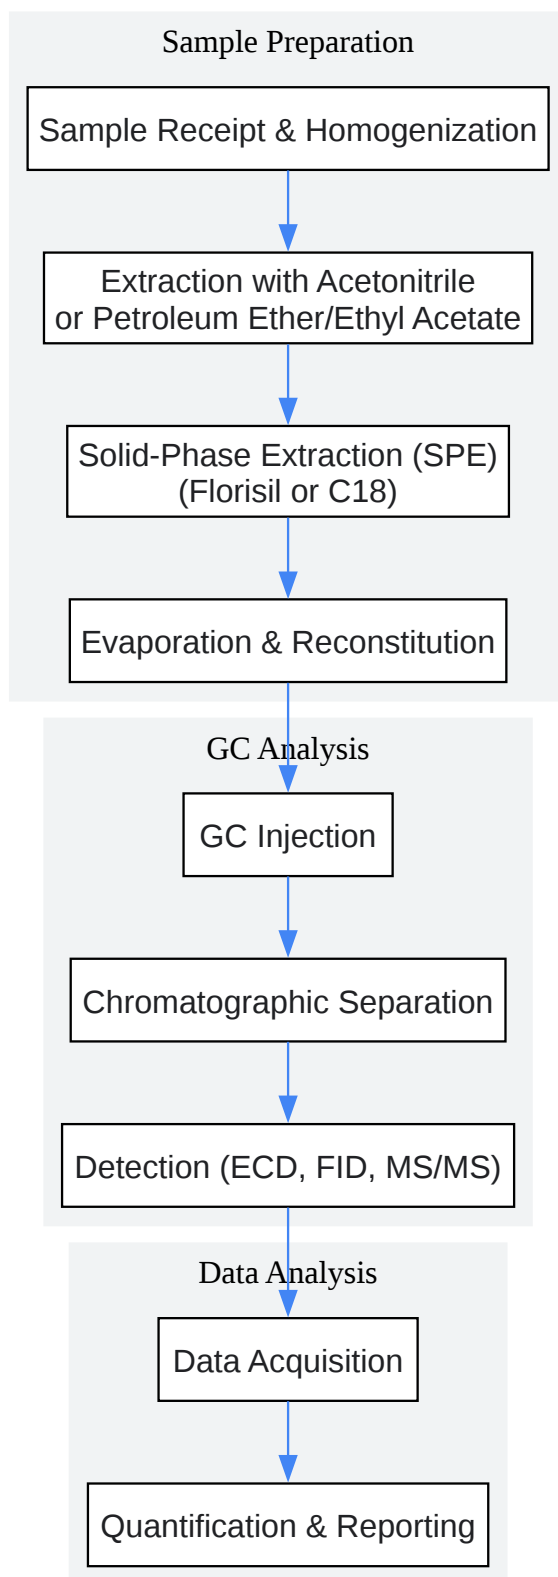 Sample Preparation
Sample Receipt & Homogenization
Extraction with Acetonitrile
or Petroleum Ether/Ethyl Acetate
Solid-Phase Extraction (SPE)
(Florisil or C18)
Evaporation & Reconstitution
GC Analysis
GC Injection
Chromatographic Separation
Detection (ECD, FID, MS/MS)
Data Analysis
Data Acquisition
Quantification & Reporting